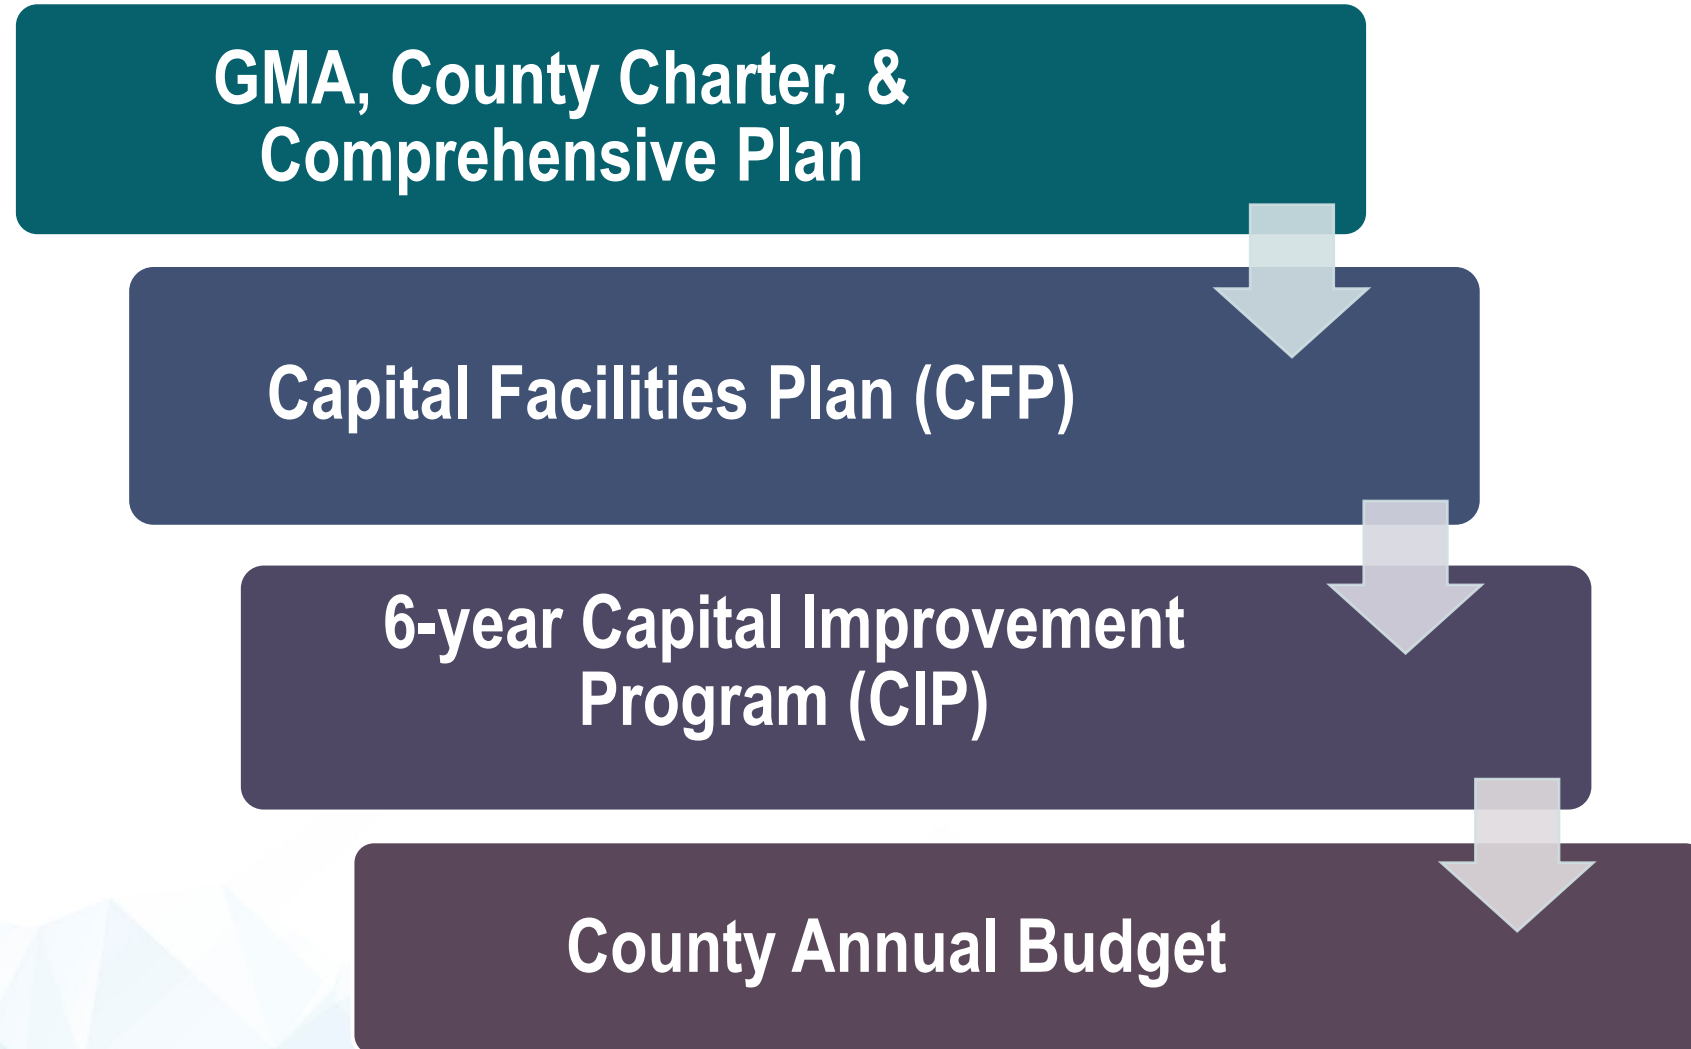 GMA, County Charter, &
Comprehensive Plan
Capital Facilities Plan (CFP)
6-year Capital Improvement
Program (CIP)
County Annual Budget